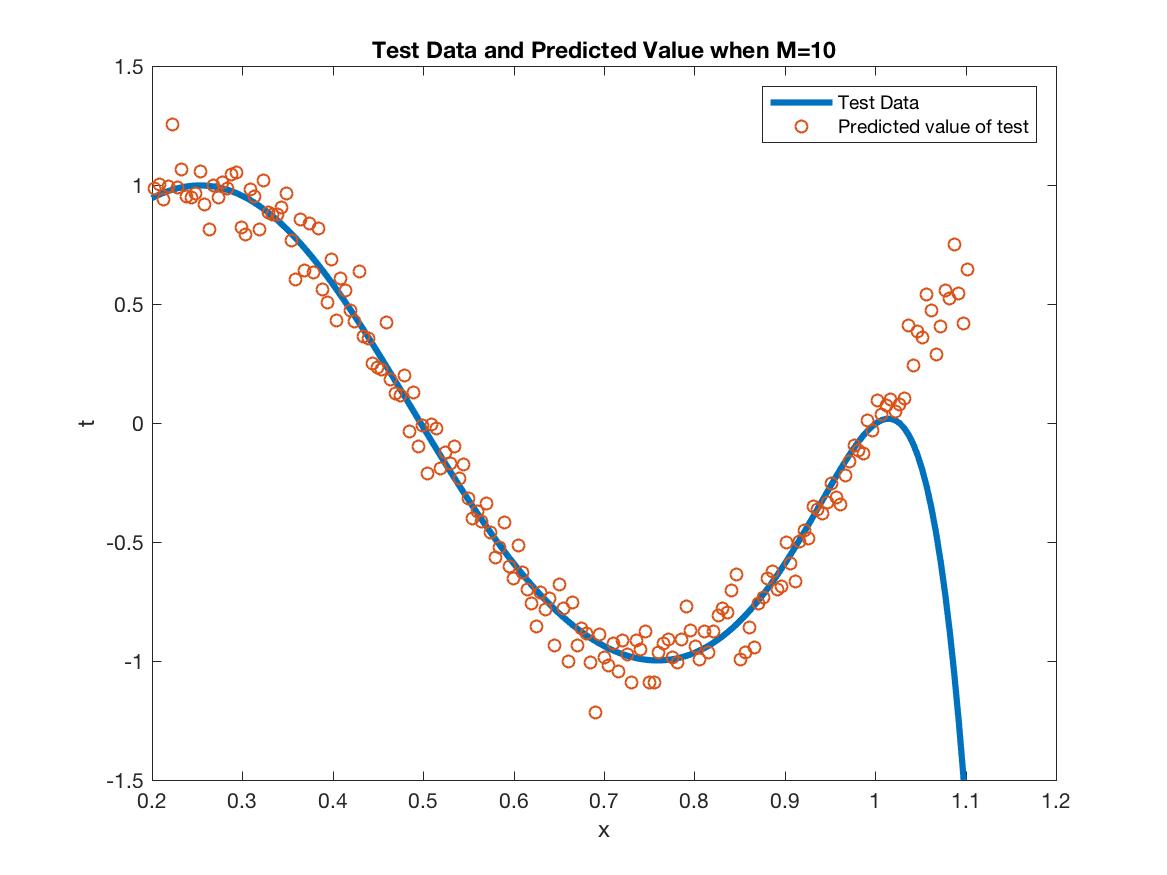 Test Data and Predicted Value when M=10
1.5
Test Data
Predicted value of test
1
0.5
0
t
-0.5
-1
-1.5
0.2 0.3 0.4 0.5 0.6 0.7 0.8 0.9 1 1.1 1.2
x